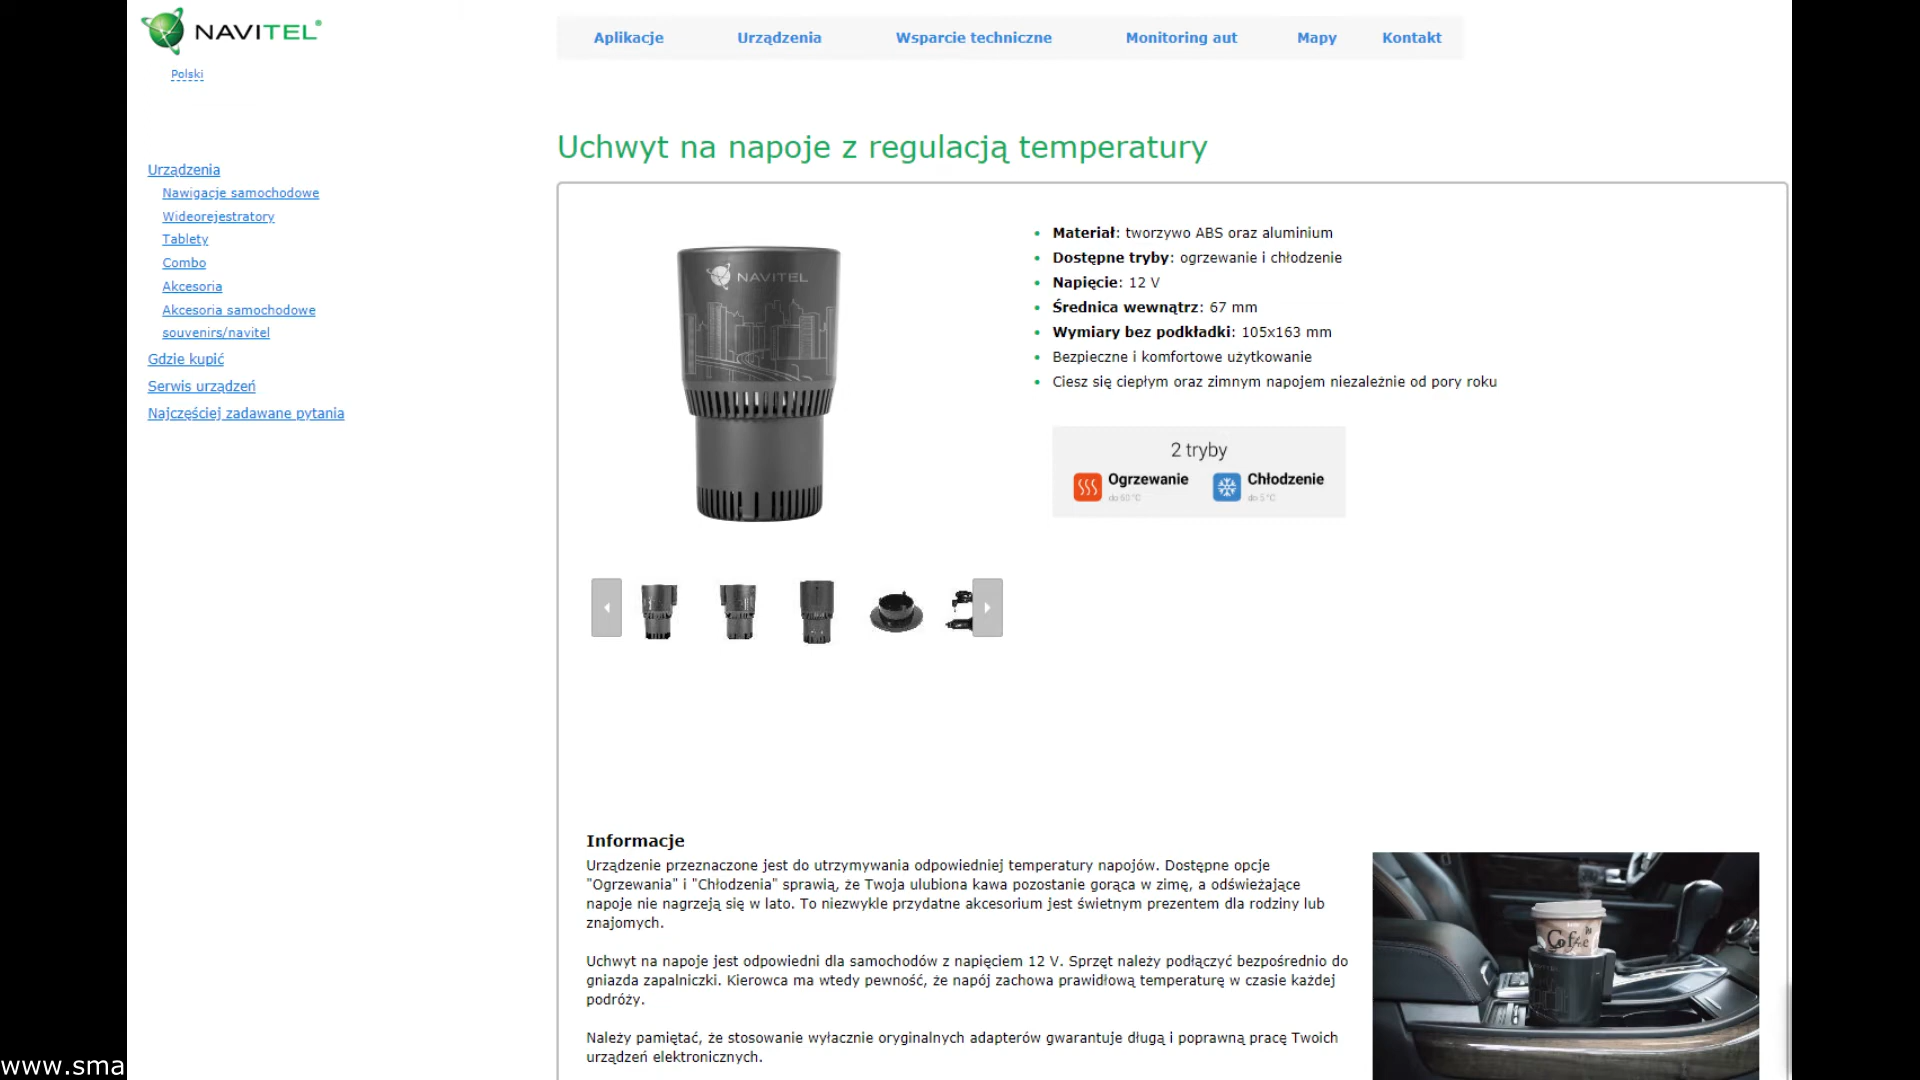 NAVITEL
Aplikacje Urządzenia Wsparcie techniczne Monitoring aut Mapy Kontakt
Polski
Uchwyt na napoje z regulacją temperatury
Urządzenia
Nawigacje samochodowe
Wideorejestratory
Tablety
Combo
Akcesoria
Akcesoria samochodowe
souvenirs/navitel
Gdzie kupić
Serwis urządzeń
Najczęściej zadawane pytania
NAVITEL
Materiał: tworzywo ABS oraz aluminium
Dostępne tryby: ogrzewanie i chłodzenie
Napięcie: 12 V
Średnica wewnątrz: 67 mm
Wymiary bez podkładki: 105x163 mm
Bezpieczne i komfortowe użytkowanie
Ciesz się ciepłym oraz zimnym napojem niezależnie od pory roku
2 tryby
Ogrzewanie
do 60 °C
Chłodzenie
do 5 °C
Informacje
Urządzenie przeznaczone jest do utrzymywania odpowiedniej temperatury napojów. Dostępne opcje
"Ogrzewania" i "Chłodzenia" sprawią, że Twoja ulubiona kawa pozostanie gorąca w zimę, a odświeżające
napoje nie nagrzeją się w lato. To niezwykle przydatne akcesorium jest świetnym prezentem dla rodziny lub
znajomych.
Uchwyt na napoje jest odpowiedni dla samochodów z napięciem 12 V. Sprzęt należy podłączyć bezpośrednio do
gniazda zapalniczki. Kierowca ma wtedy pewność, że napój zachowa prawidłową temperaturę w czasie każdej
podróży.
Należy pamiętać, że stosowanie wyłacznie oryginalnych adapterów gwarantuje długą i poprawną pracę Twoich
urządzeń elektronicznych.
Coffee
NAVITEL
www.sma